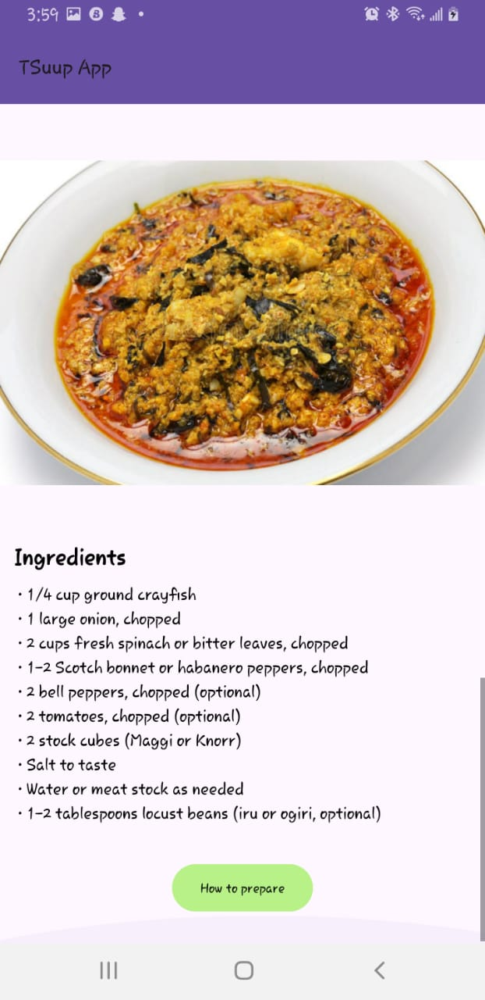 3:59
TSuup App
Ingredients
• 1/4 cup ground crayfish
• 1 large onion, chopped
• 2 cups fresh spinach or bitter leaves, chopped
• 1-2 Scotch bonnet or habanero peppers, chopped
• 2 bell peppers, chopped (optional)
• 2 tomatoes, chopped (optional)
• 2 stock cubes (Maggi or Knorr)
• Salt to taste
• Water or meat stock as needed
• 1-2 tablespoons locust beans (iru or ogiri, optional)
How to prepare